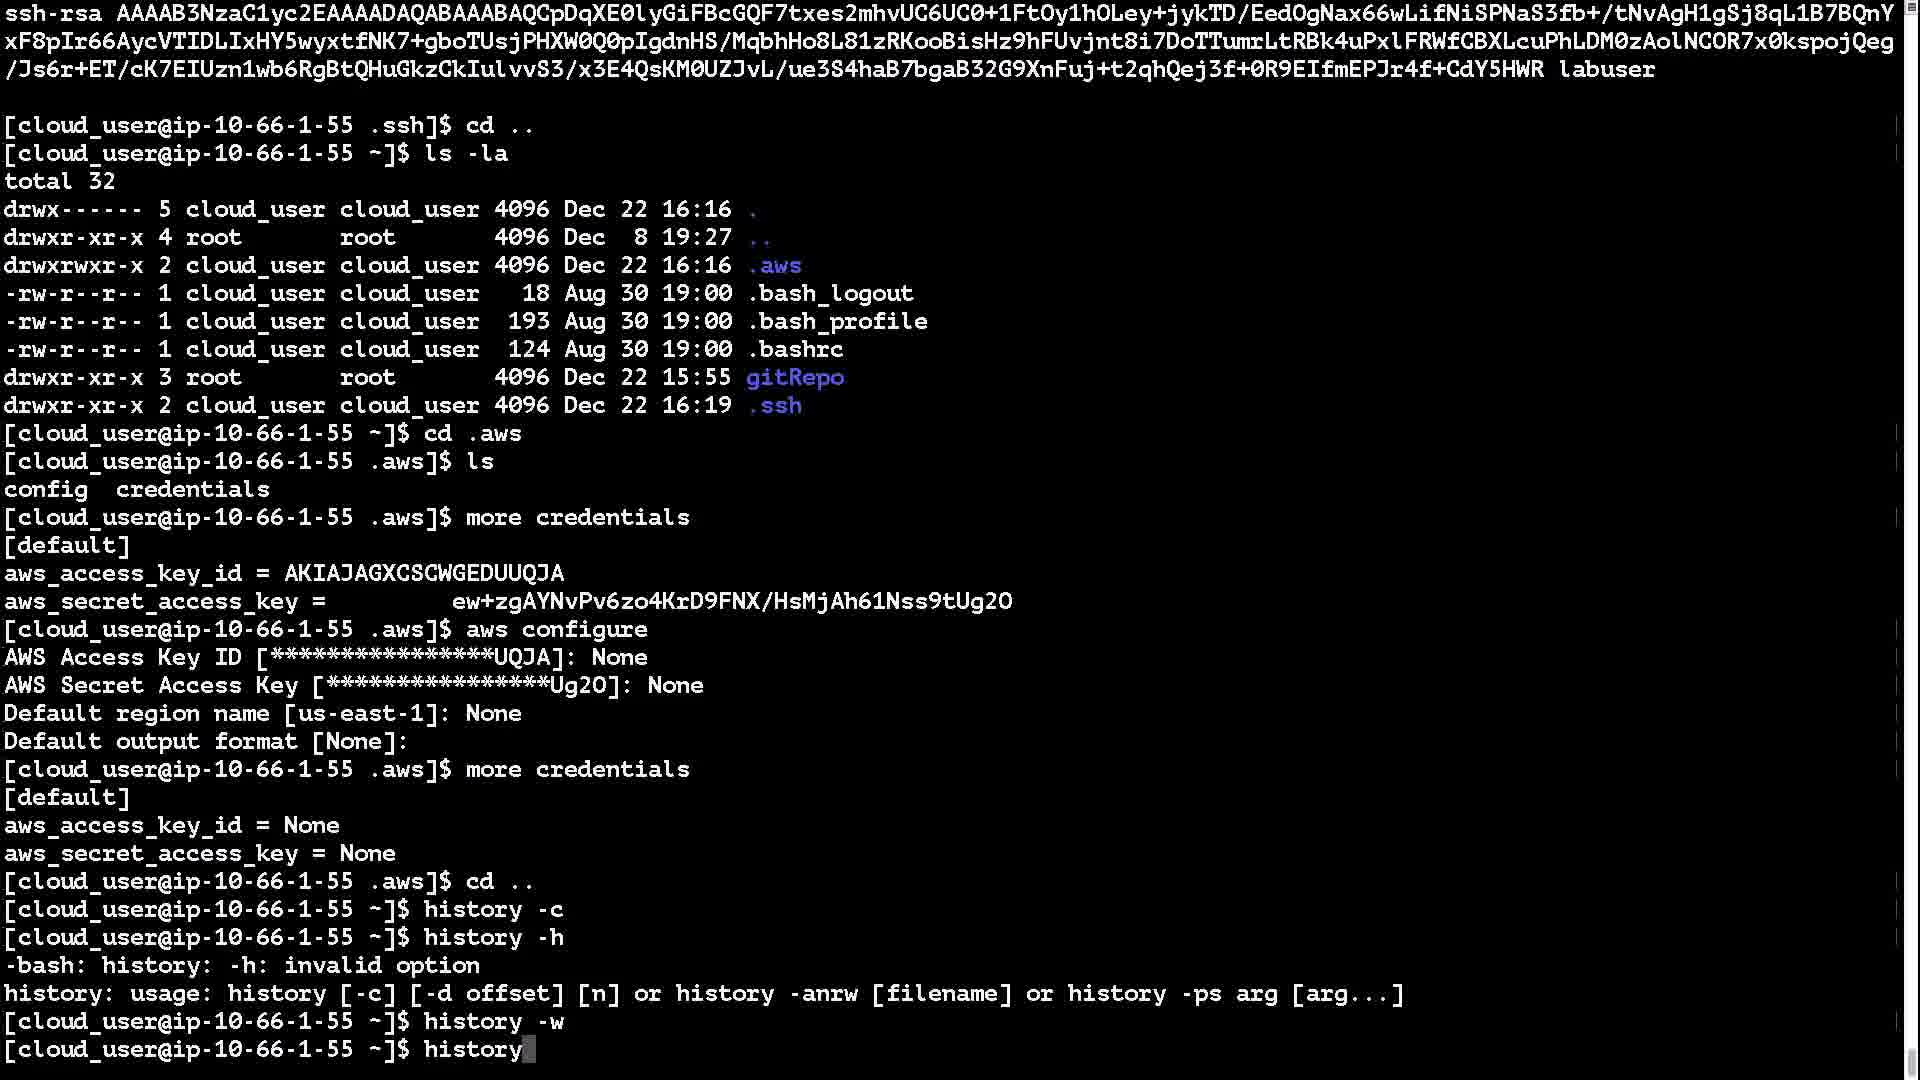 ssh-rsa AAAAB3NzaC1yc2EAAAADAQABAAABAQCpDqXE0lyGiFBcGQF7txes2mhvUC6UC0+1FtOy1hOLey+jykTD/EedOgNax66wLifNiSPNaS3fb+/tNvAgH1gSj8qL1B7BQnY
xF8pIr66AycVTIDLIxHY5wyxtfNK7+gboTUsjPHXW0Q0pIgdnHS/MqbhHo8L81zRKooBisHz9hFUvjnt8i7DoTTumrLtRBk4uPxlFRWfCBXLcuPhLDM0zAolNCOR7x0kspojQeg
/Js6r+ET/cK7EIUzn1wb6RgBtQHuGkzCkIulvvS3/x3E4QsKM0UZJvL/ue3S4haB7bgaB32G9XnFuj+t2qhQej3f+0R9EIfmEPJr4f+CdY5HWR labuser
[cloud_user@ip-10-66-1-55 .ssh]$ cd ..
[cloud_user@ip-10-66-1-55 ~]$ ls -la
total 32
drwx------ 5 cloud_user cloud_user 4096 Dec 22 16:16 .
drwxr-xr-x 4 root       root       4096 Dec  8 19:27 ..
drwxrwxr-x 2 cloud_user cloud_user 4096 Dec 22 16:16 .aws
-rw-r--r-- 1 cloud_user cloud_user   18 Aug 30 19:00 .bash_logout
-rw-r--r-- 1 cloud_user cloud_user  193 Aug 30 19:00 .bash_profile
-rw-r--r-- 1 cloud_user cloud_user  124 Aug 30 19:00 .bashrc
drwxr-xr-x 3 root       root       4096 Dec 22 15:55 gitRepo
drwxr-xr-x 2 cloud_user cloud_user 4096 Dec 22 16:19 .ssh
[cloud_user@ip-10-66-1-55 ~]$ cd .aws
[cloud_user@ip-10-66-1-55 .aws]$ ls
config  credentials
[cloud_user@ip-10-66-1-55 .aws]$ more credentials
[default]
aws_access_key_id = AKIAJAGXCSCWGEDUUQJA
aws_secret_access_key =         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
[cloud_user@ip-10-66-1-55 .aws]$ aws configure
AWS Access Key ID [****************UQJA]: None
AWS Secret Access Key [****************Ug2O]: None
Default region name [us-east-1]: None
Default output format [None]:
[cloud_user@ip-10-66-1-55 .aws]$ more credentials
[default]
aws_access_key_id = None
aws_secret_access_key = None
[cloud_user@ip-10-66-1-55 .aws]$ cd ..
[cloud_user@ip-10-66-1-55 ~]$ history -c
[cloud_user@ip-10-66-1-55 ~]$ history -h
-bash: history: -h: invalid option
history: usage: history [-c] [-d offset] [n] or history -anrw [filename] or history -ps arg [arg...]
[cloud_user@ip-10-66-1-55 ~]$ history -w
[cloud_user@ip-10-66-1-55 ~]$ history